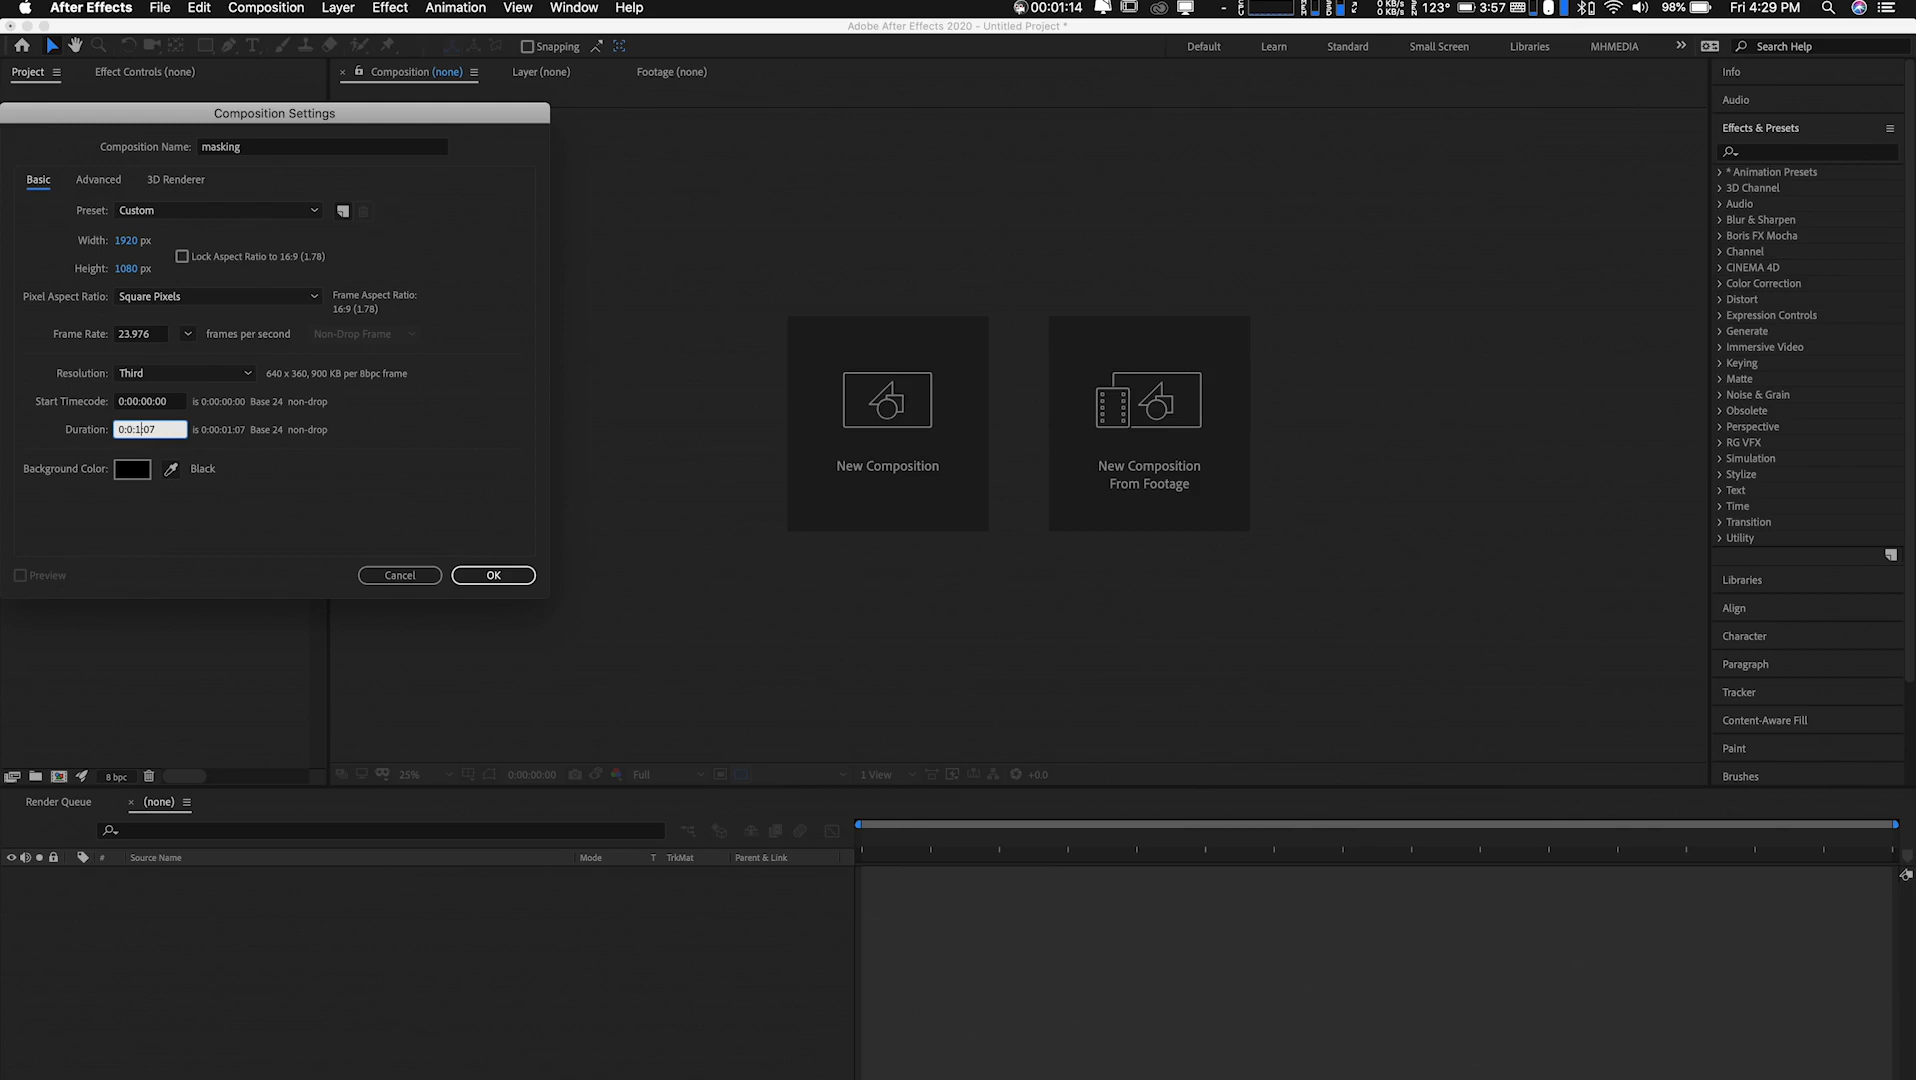 After Effects File Edit Composition Layer Effect Animation View Window Help 00:01:14 0 KB/s 0 KB/s 123° 3:57 98% Fri 4:29 PM
Adobe After Effects 2020 - Untitled Project *
Snapping Default Learn Standard Small Screen Libraries MHMEDIA Search Help
Project Effect Controls (none) Composition (none) Layer (none) Footage (none) Info
Audio
Composition Settings
Effects & Presets
Composition Name: masking
Basic Advanced 3D Renderer
Preset: Custom
Width: 1920 px
Lock Aspect Ratio to 16:9 (1.78)
Height: 1080 px
Pixel Aspect Ratio: Square Pixels Frame Aspect Ratio:
16:9 (1.78)
Frame Rate: 23.976 frames per second Non-Drop Frame
Resolution: Third 640 x 360, 900 KB per 8bpc frame
Start Timecode: 0:00:00:00 is 0:00:00:00 Base 24 non-drop
Duration: 0:0:1:07 is 0:00:01:07 Base 24 non-drop
Background Color: Black
Preview Cancel OK
New Composition
New Composition
From Footage
* Animation Presets
3D Channel
Audio
Blur & Sharpen
Boris FX Mocha
Channel
CINEMA 4D
Color Correction
Distort
Expression Controls
Generate
Immersive Video
Keying
Matte
Noise & Grain
Obsolete
Perspective
RG VFX
Simulation
Stylize
Text
Time
Transition
Utility
Libraries
Align
Character
Paragraph
Tracker
Content-Aware Fill
Paint
Brushes
8 bpc 25% 0:00:00:00 Full 1 View +0.0
Render Queue (none)
# Source Name Mode T TrkMat Parent & Link